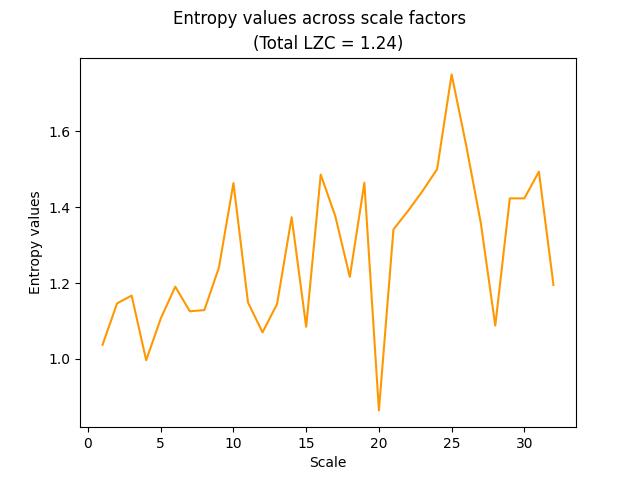 Entropy values across scale factors
(Total LZC = 1.24)
Entropy values
1.6
1.4
1.2
1.0
0 5 10 15 20 25 30
Scale